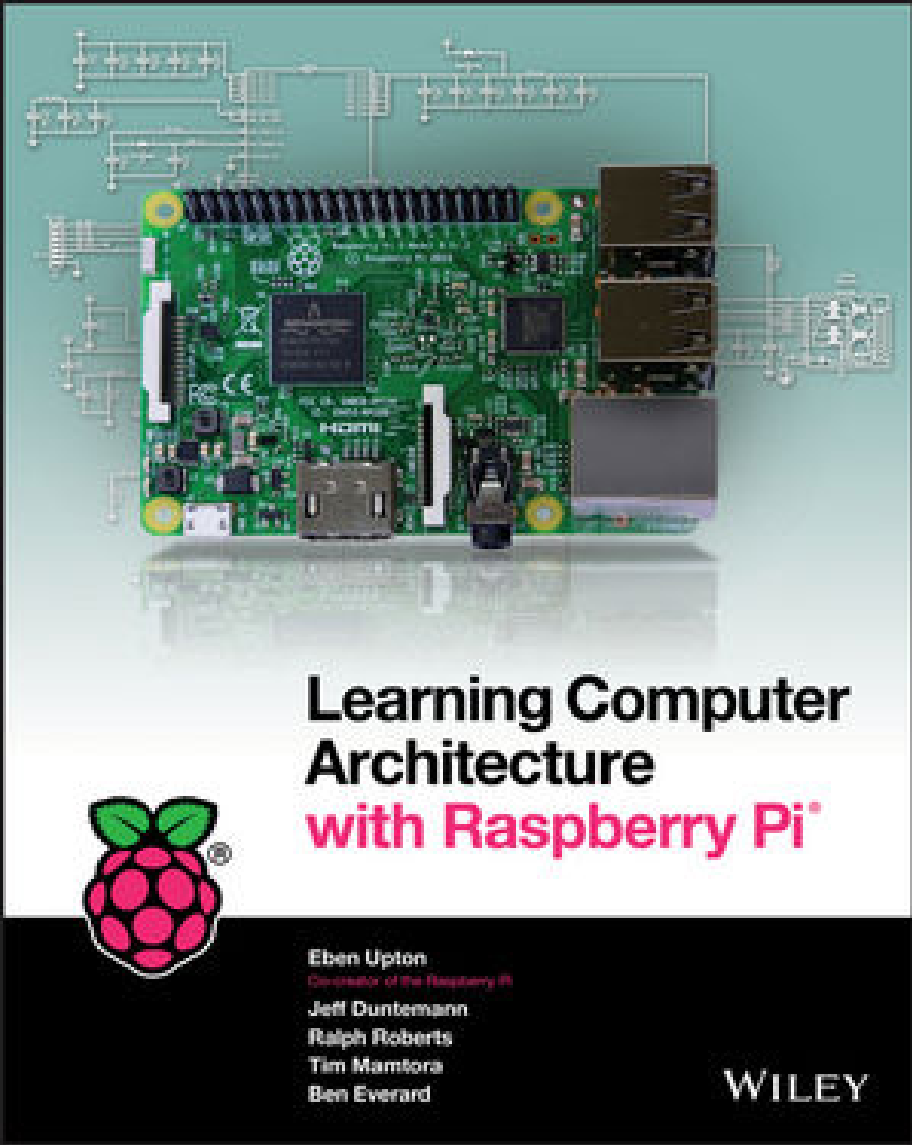 HDMI
Learning Computer
Architecture
with Raspberry Pi®
®
Eben Upton
Co-creator of the Raspberry Pi
Jeff Duntemann
Ralph Roberts
Tim Mamtora
Ben Everard
WILEY